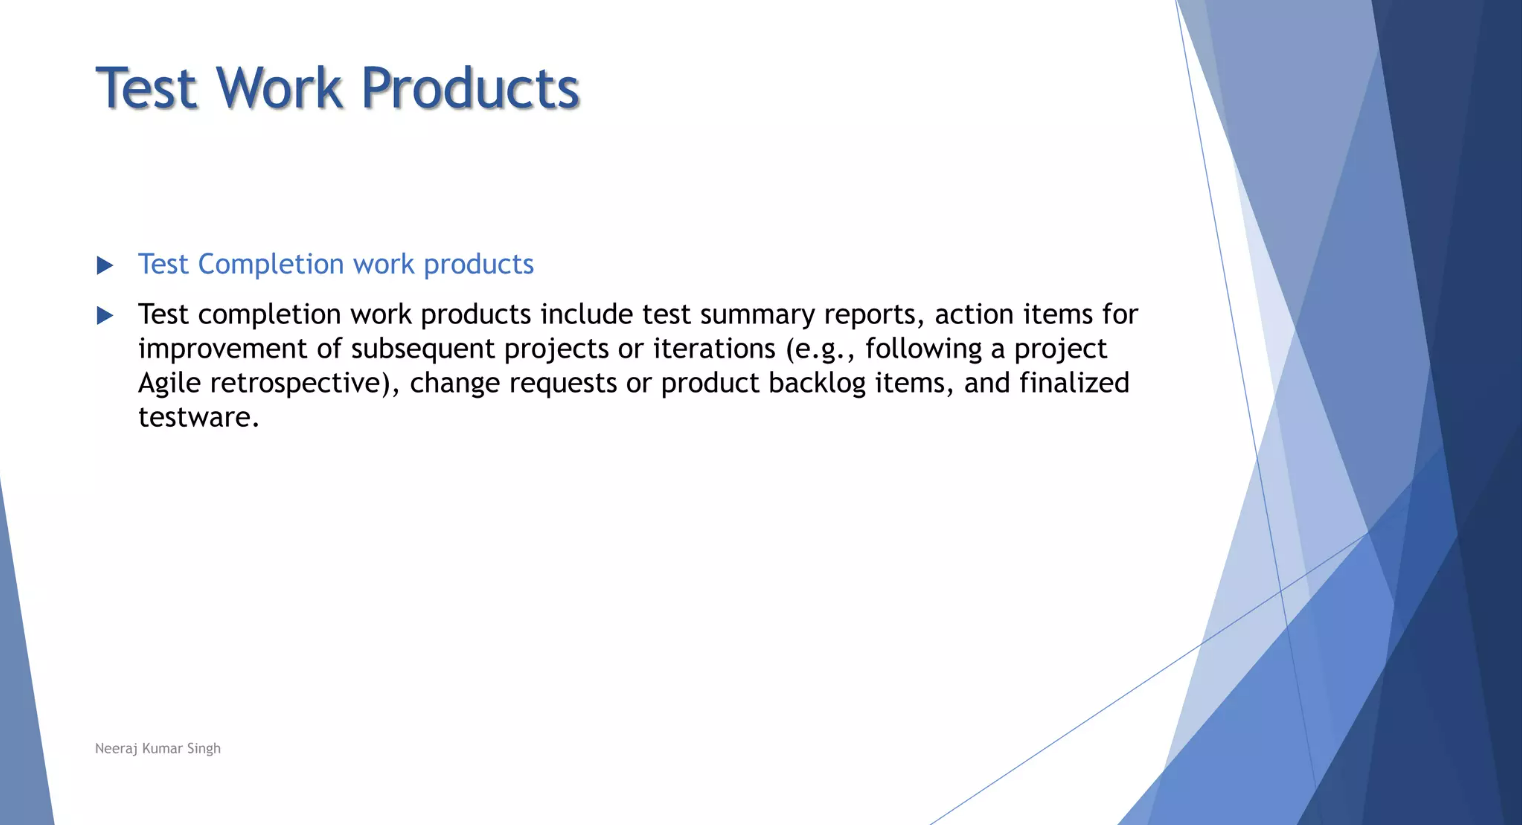 Test Work Products
Test Completion work products
Test completion work products include test summary reports, action items for
improvement of subsequent projects or iterations (e.g., following a project
Agile retrospective), change requests or product backlog items, and finalized
testware.
Neeraj Kumar Singh